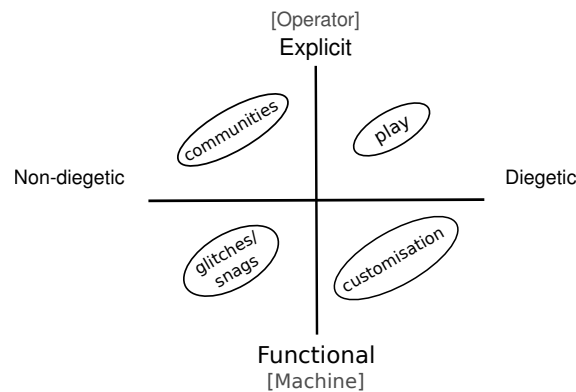 [Operator]
Explicit
communities
play
Non-diegetic
Diegetic
glitches/
snags
customisation
Functional
[Machine]